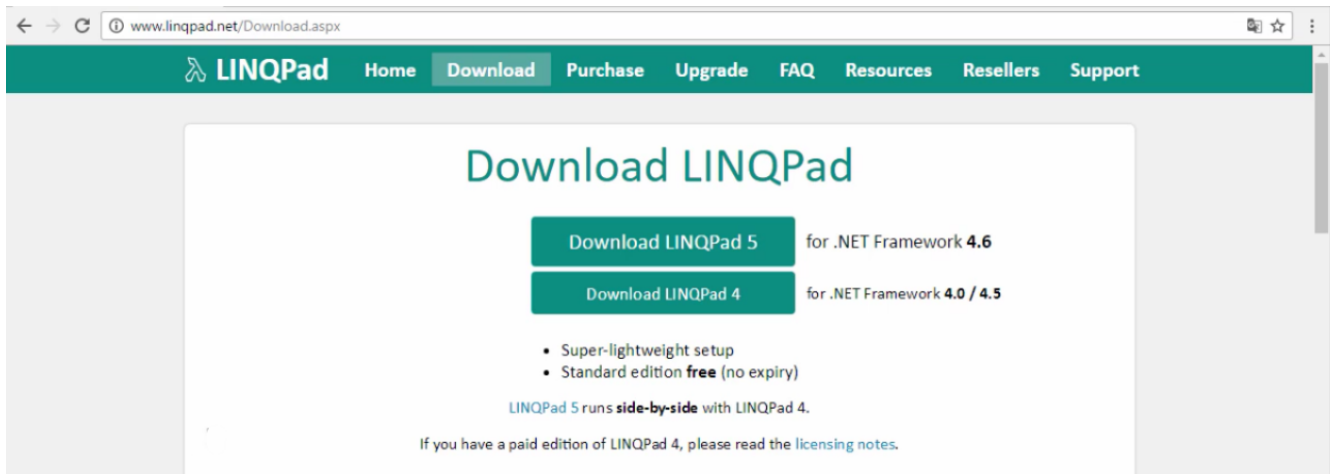 www.linqpad.net/Download.aspx
LINQPad Home Download Purchase Upgrade FAQ Resources Resellers Support
Download LINQPad
Download LINQPad 5 for .NET Framework 4.6
Download LINQPad 4 for .NET Framework 4.0 / 4.5
• Super-lightweight setup
• Standard edition free (no expiry)
LINQPad 5 runs side-by-side with LINQPad 4.
If you have a paid edition of LINQPad 4, please read the licensing notes.